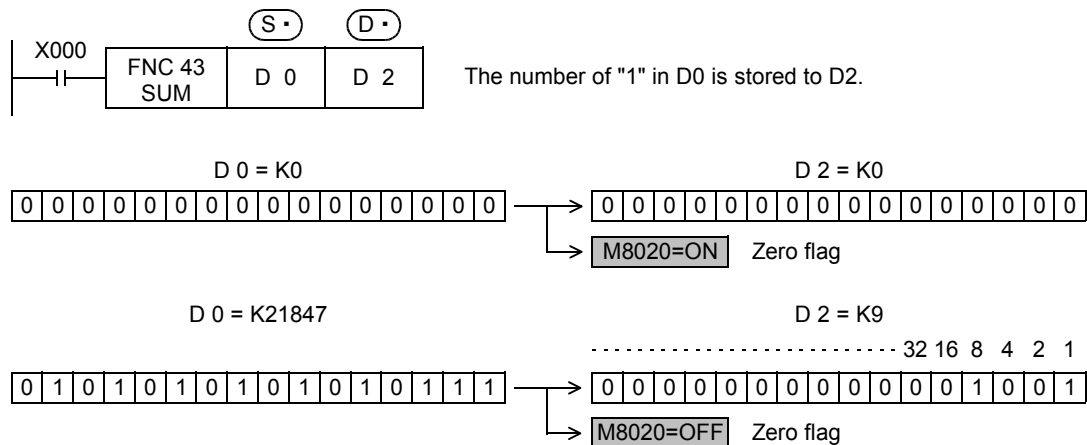 S · D ·
X000
FNC 43 SUM D 0 D 2 The number of "1" in D0 is stored to D2.
D 0 = K0 D 2 = K0
0 0 0 0 0 0 0 0 0 0 0 0 0 0 0 0 0 0 0 0 0 0 0 0 0 0 0 0 0 0 0 0
M8020=ON Zero flag
D 0 = K21847 D 2 = K9
32 16 8 4 2 1
0 1 0 1 0 1 0 1 0 1 0 1 0 1 1 1 0 0 0 0 0 0 0 0 0 0 0 0 1 0 0 1
M8020=OFF Zero flag